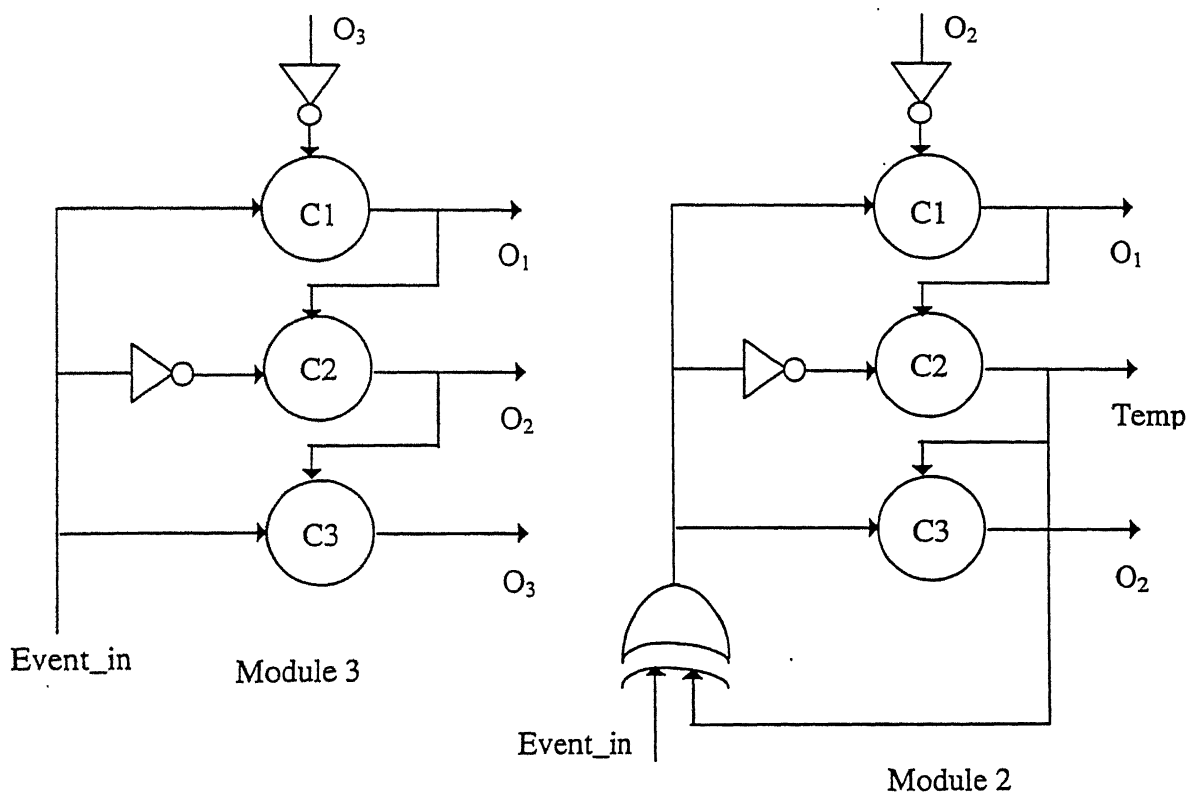 O₃
C1
O₁
C2
O₂
C3
O₃
Event_in
Module 3
O₂
C1
O₁
C2
Temp
C3
O₂
Event_in
Module 2